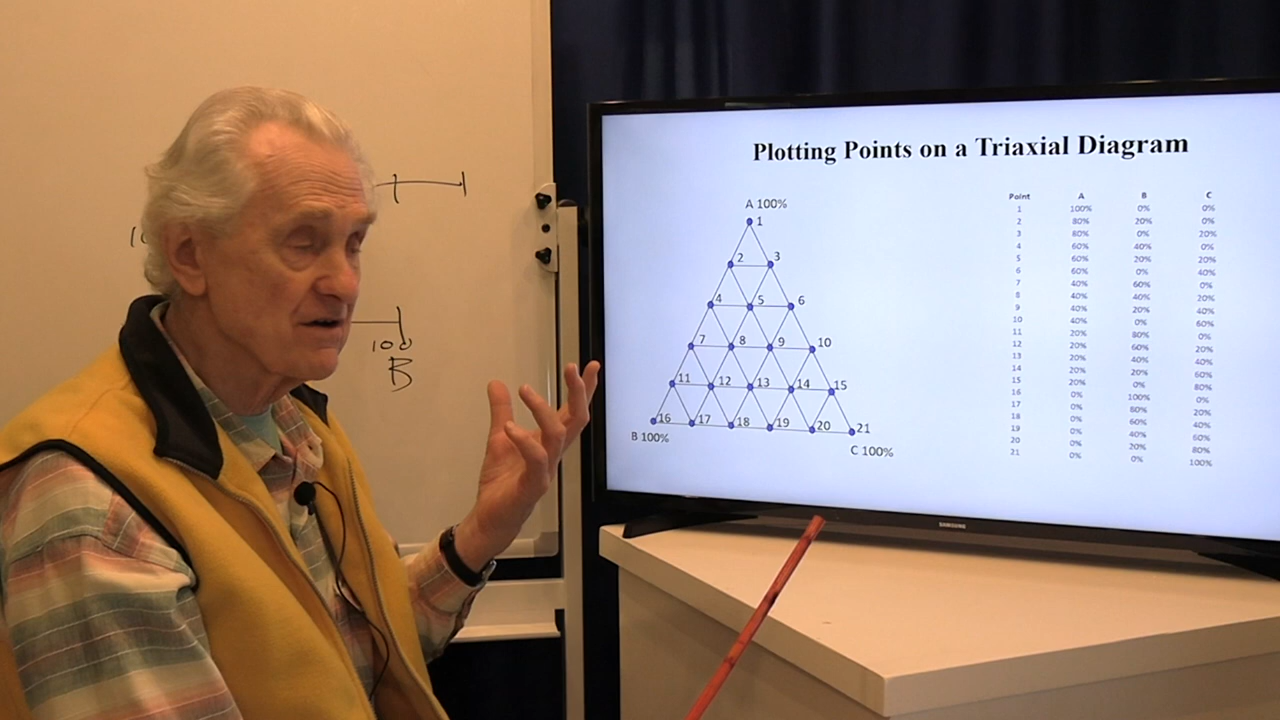 Plotting Points on a Triaxial Diagram
A 100%
1
2 3
4 5 6
7 8 9 10
11 12 13 14 15
16 17 18 19 20 21
B 100%
C 100%
Point A B C
1 100% 0% 0%
2 80% 20% 0%
3 80% 0% 20%
4 60% 40% 0%
5 60% 20% 20%
6 60% 0% 40%
7 40% 60% 0%
8 40% 40% 20%
9 40% 20% 40%
10 40% 0% 60%
11 20% 80% 0%
12 20% 60% 20%
13 20% 40% 40%
14 20% 20% 60%
15 20% 0% 80%
16 0% 100% 0%
17 0% 80% 20%
18 0% 60% 40%
19 0% 40% 60%
20 0% 20% 80%
21 0% 0% 100%
100
B
SAMSUNG